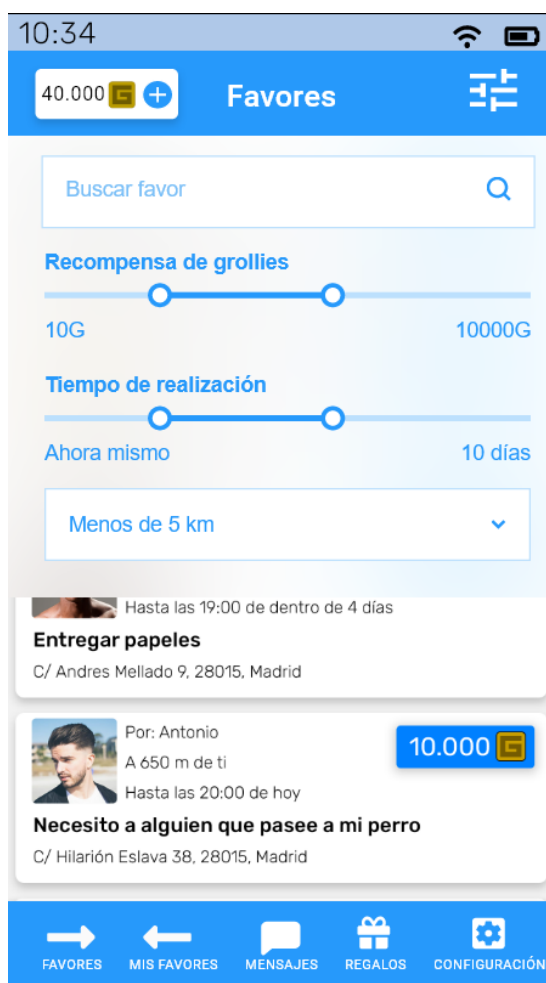 10:34
40.000 G
Favores
Buscar favor
Recompensa de grollies
10G 10000G
Tiempo de realización
Ahora mismo 10 días
Menos de 5 km
Hasta las 19:00 de dentro de 4 días
Entregar papeles
C/ Andres Mellado 9, 28015, Madrid
Por: Antonio
10.000 G
A 650 m de ti
Hasta las 20:00 de hoy
Necesito a alguien que pasee a mi perro
C/ Hilarión Eslava 38, 28015, Madrid
FAVORES MIS FAVORES MENSAJES REGALOS CONFIGURACIÓN